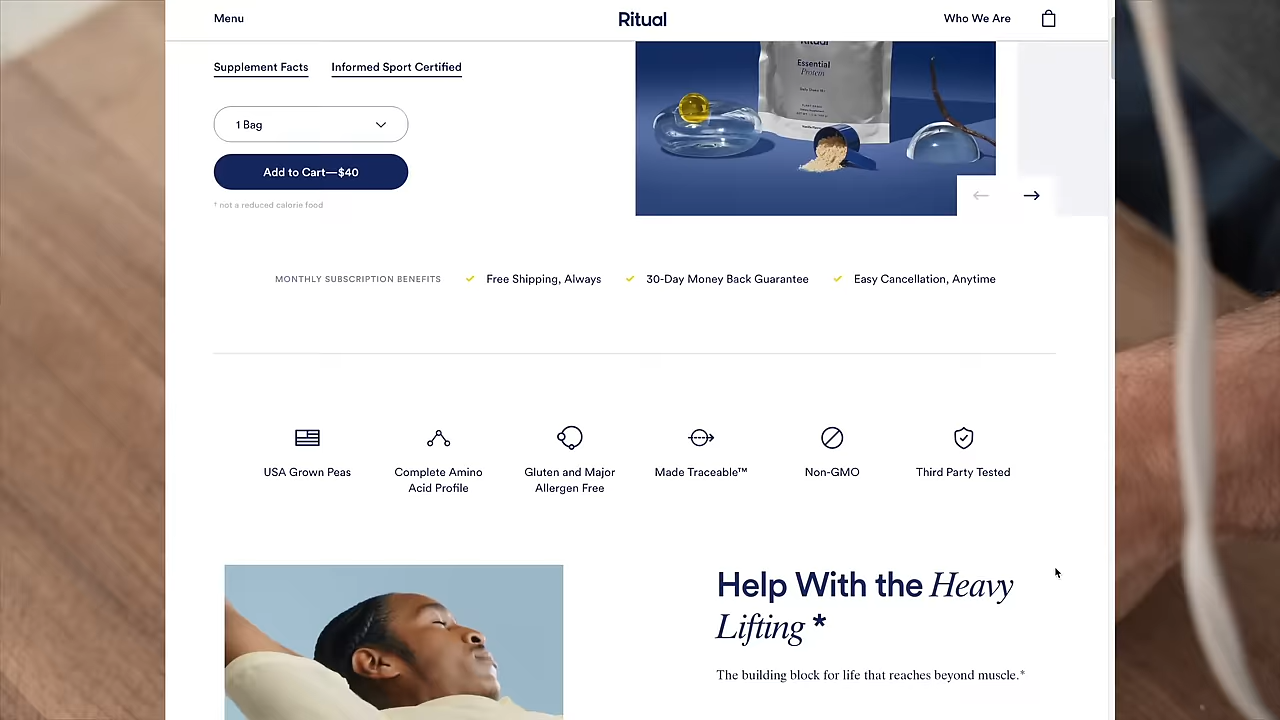 Menu
Ritual
Who We Are
Supplement Facts
Informed Sport Certified
1 Bag
Add to Cart—$40
† not a reduced calorie food
Ritual
Essential
Protein
MONTHLY SUBSCRIPTION BENEFITS
Free Shipping, Always
30-Day Money Back Guarantee
Easy Cancellation, Anytime
USA Grown Peas
Complete Amino
Acid Profile
Gluten and Major
Allergen Free
Made Traceable™
Non-GMO
Third Party Tested
Help With the Heavy
Lifting *
The building block for life that reaches beyond muscle.*